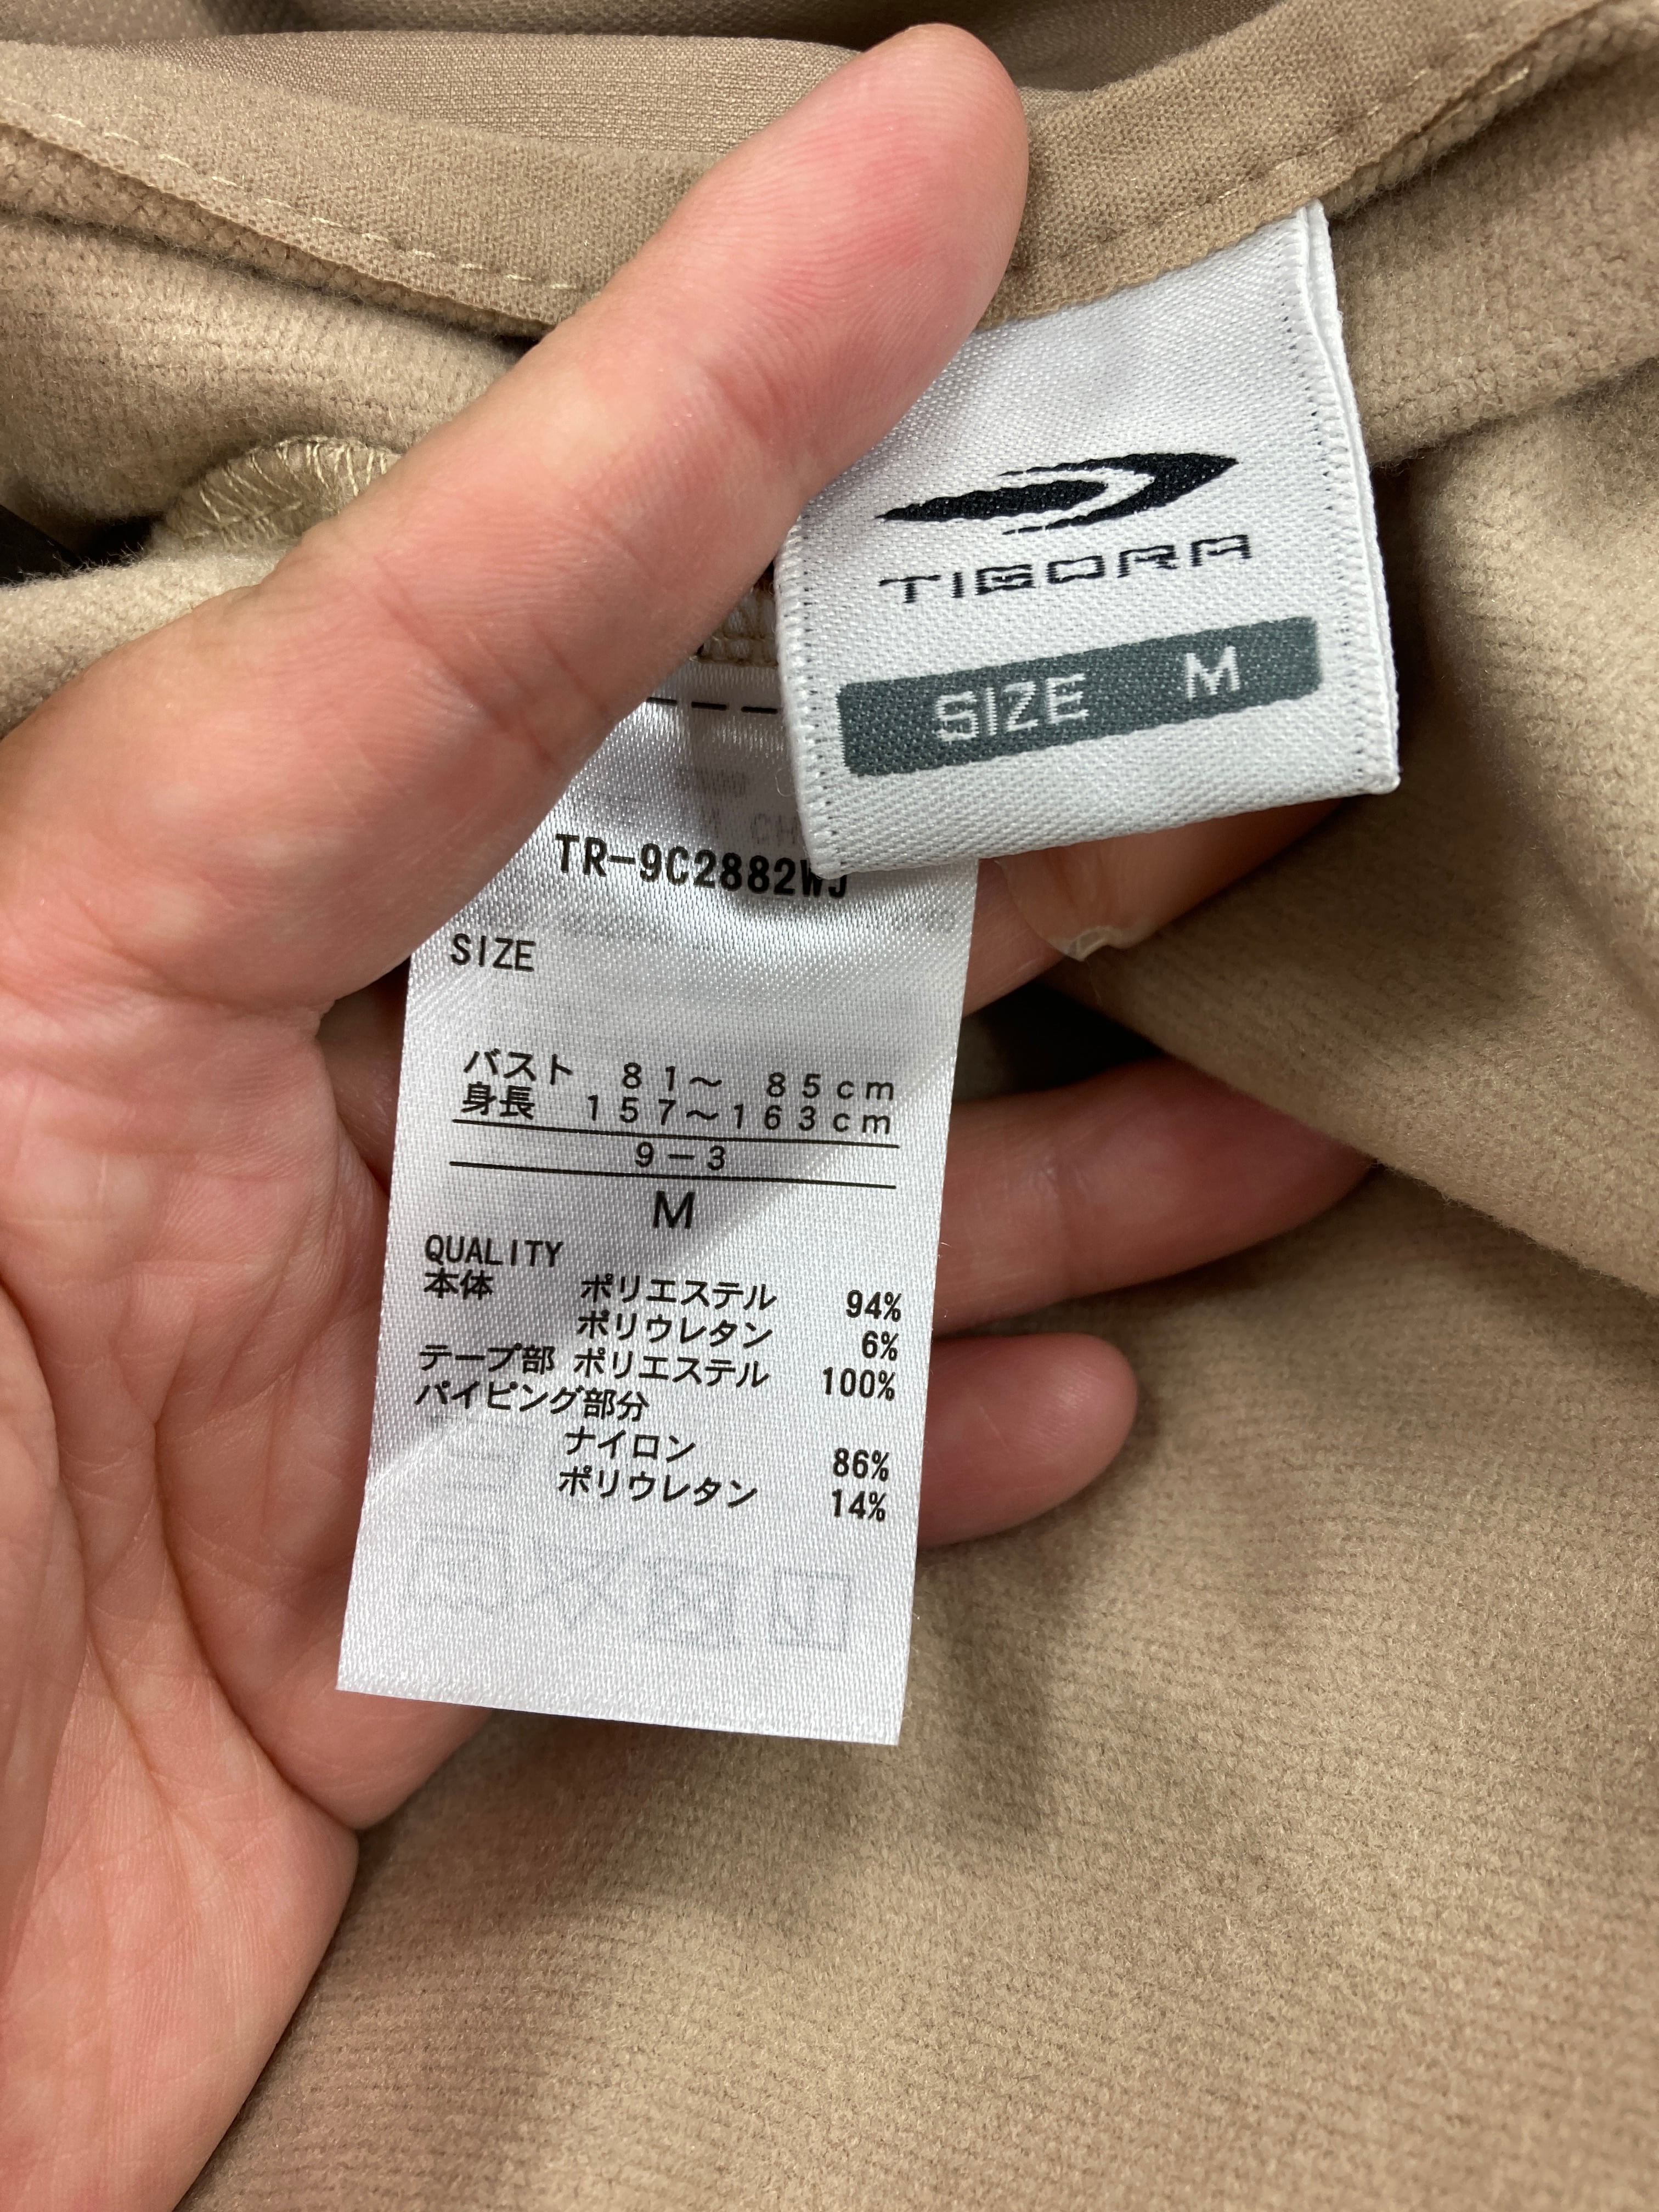 TIGORA
SIZE M
TR-9C2882WJ
SIZE
バスト 81～ 85cm
身長 157～163cm
9-3
M
QUALITY
本体 ポリエステル 94%
ポリウレタン 6%
テープ部 ポリエステル 100%
パイピング部分
ナイロン 86%
ポリウレタン 14%